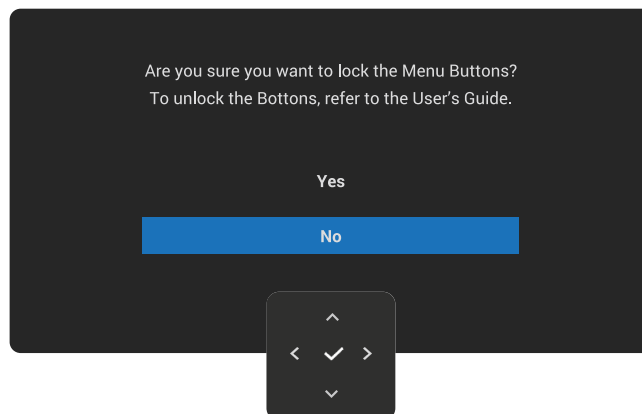 Are you sure you want to lock the Menu Buttons?
To unlock the Bottons, refer to the User's Guide.
Yes
No